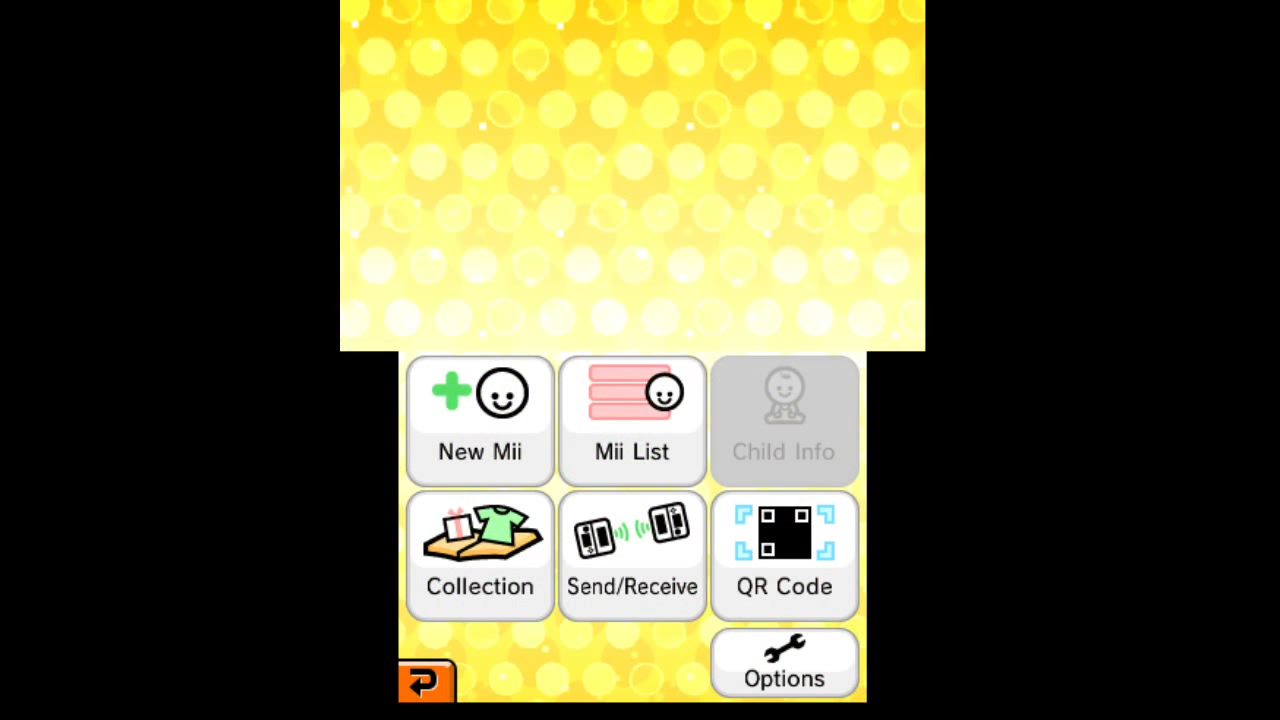 New Mii
Mii List
Child Info
Collection
Send/Receive
QR Code
Options